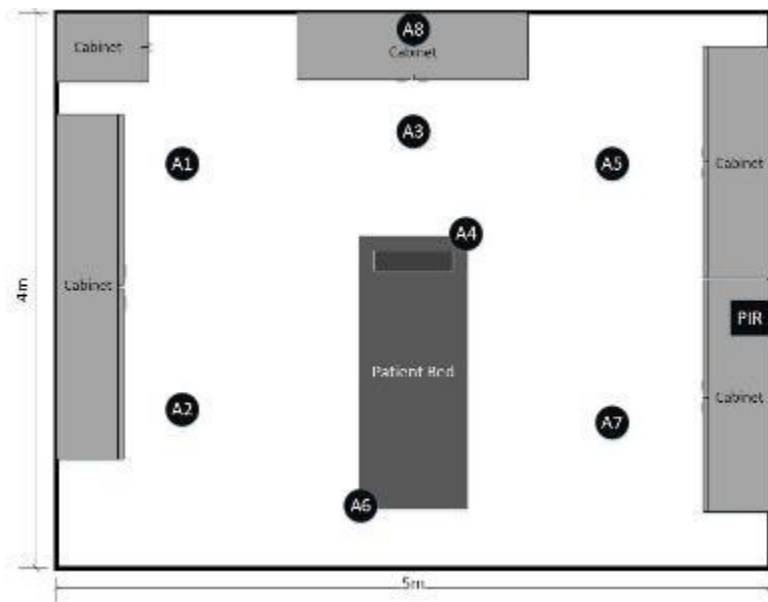 A8
Cabinet
Cabinet
A3
A1
A5
Cabinet
A4
4m
Cabinet
PIR
Patient Bed
Cabinet
A2
A7
A6
5m